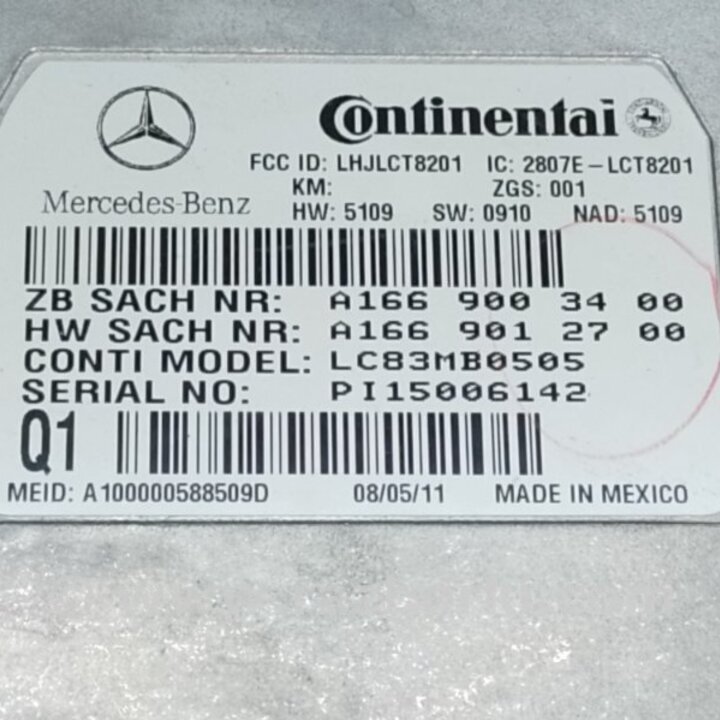 Continental
Mercedes-Benz
FCC ID: LHJLCT8201 IC: 2807E-LCT8201
KM: ZGS: 001
HW: 5109 SW: 0910 NAD: 5109
ZB SACH NR: A166 900 34 00
HW SACH NR: A166 901 27 00
CONTI MODEL: LC83MB0505
SERIAL NO: PI15006142
Q1
MEID: A100000588509D 08/05/11 MADE IN MEXICO